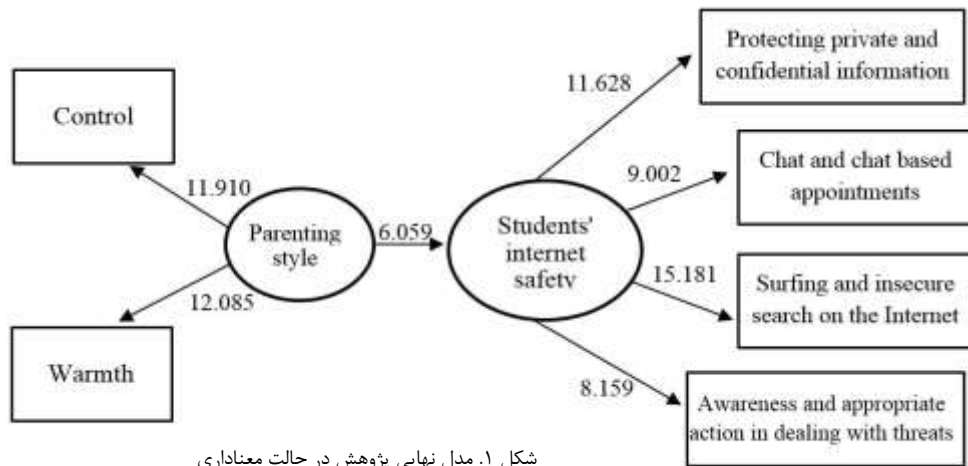 Protecting private and
confidential information
11.628
Control
Chat and chat based
appointments
9.002
11.910
Parenting
style
6.059
Students'
internet
safety
15.181
Surfing and insecure
search on the Internet
12.085
Warmth
8.159
Awareness and appropriate
action in dealing with threats
شکل ۱. مدل نهایی پژوهش در حالت معناداری